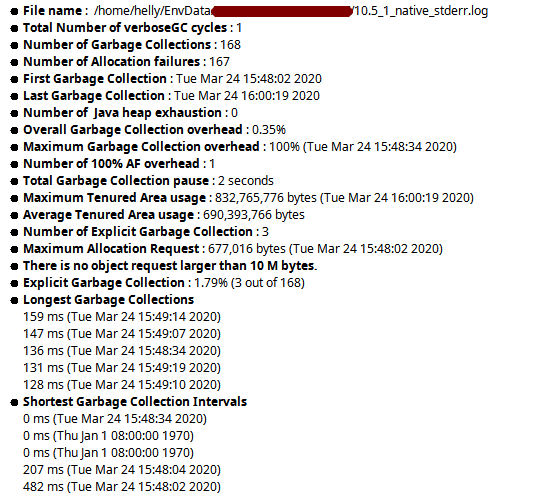 ● File name : /home/helly/EnvData /10.5_1_native_stderr.log
● Total Number of verboseGC cycles : 1
● Number of Garbage Collections : 168
● Number of Allocation failures : 167
● First Garbage Collection : Tue Mar 24 15:48:02 2020
● Last Garbage Collection : Tue Mar 24 16:00:19 2020
● Number of  Java heap exhaustion : 0
● Overall Garbage Collection overhead : 0.35%
● Maximum Garbage Collection overhead : 100% (Tue Mar 24 15:48:34 2020)
● Number of 100% AF overhead : 1
● Total Garbage Collection pause : 2 seconds
● Maximum Tenured Area usage : 832,765,776 bytes (Tue Mar 24 16:00:19 2020)
● Average Tenured Area usage : 690,393,766 bytes
● Number of Explicit Garbage Collection : 3
● Maximum Allocation Request : 677,016 bytes (Tue Mar 24 15:48:02 2020)
● There is no object request larger than 10 M bytes.
● Explicit Garbage Collection : 1.79% (3 out of 168)
● Longest Garbage Collections
159 ms (Tue Mar 24 15:49:14 2020)
147 ms (Tue Mar 24 15:49:07 2020)
136 ms (Tue Mar 24 15:48:34 2020)
131 ms (Tue Mar 24 15:49:19 2020)
128 ms (Tue Mar 24 15:49:10 2020)
● Shortest Garbage Collection Intervals
0 ms (Tue Mar 24 15:48:34 2020)
0 ms (Thu Jan 1 08:00:00 1970)
0 ms (Thu Jan 1 08:00:00 1970)
207 ms (Tue Mar 24 15:48:04 2020)
482 ms (Tue Mar 24 15:48:02 2020)